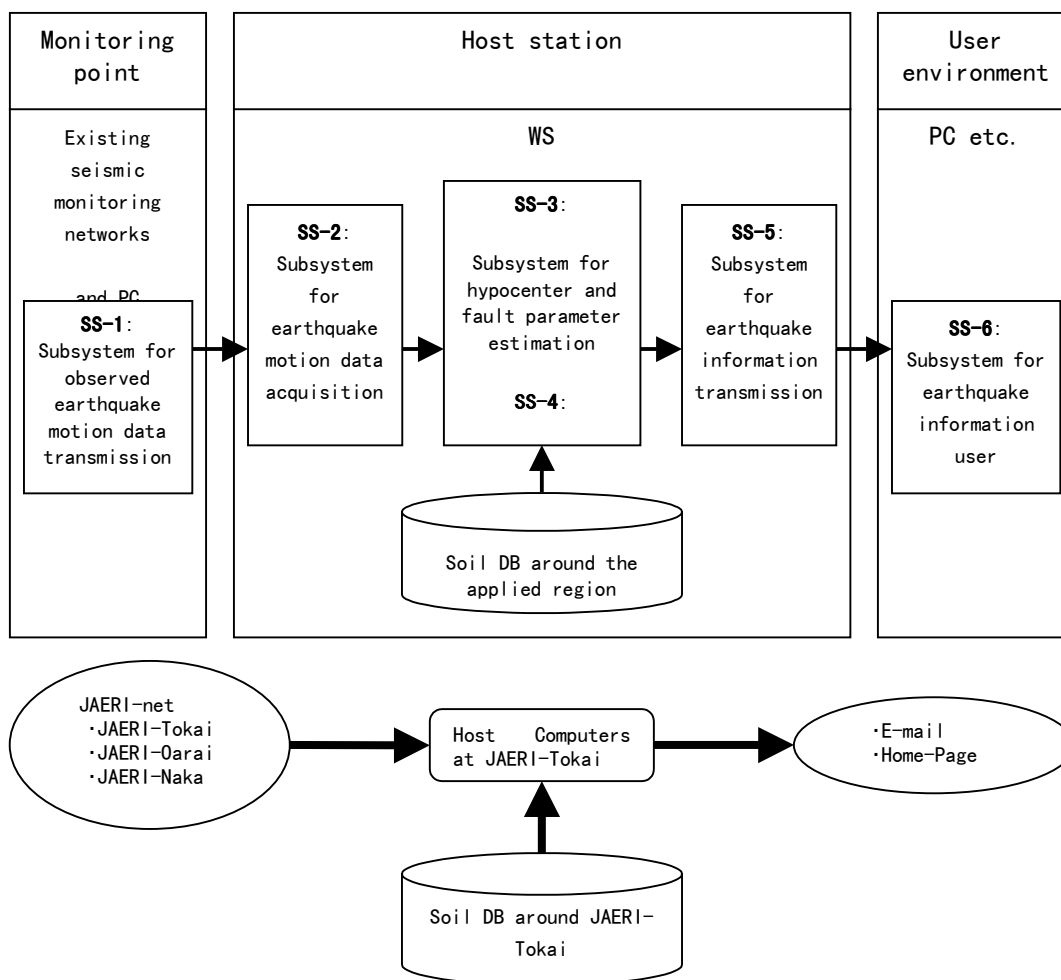 Monitoring
point
Host station
User
environment
Existing
seismic
monitoring
networks
and PC
SS-1:
Subsystem for
observed
earthquake
motion data
transmission
WS
SS-2:
Subsystem
for
earthquake
motion data
acquisition
SS-3:
Subsystem for
hypocenter and
fault parameter
estimation
SS-4:
SS-5:
Subsystem
for
earthquake
information
transmission
Soil DB around the
applied region
PC etc.
SS-6:
Subsystem for
earthquake
information
user
JAERI-net
・JAERI-Tokai
・JAERI-Oarai
・JAERI-Naka
Host Computers
at JAERI-Tokai
・E-mail
・Home-Page
Soil DB around JAERI-
Tokai